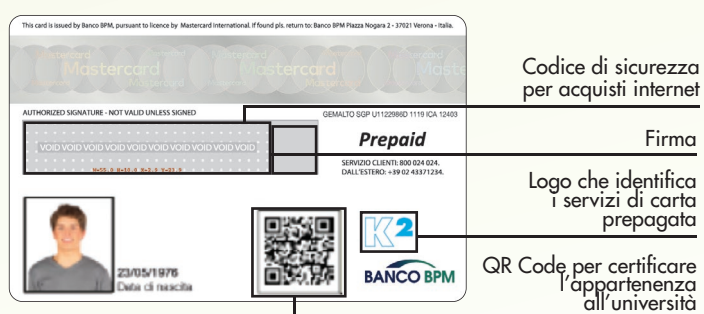 This card is issued by Banco BPM, pursuant to licence by Mastercard International. If found pls. return to: Banco BPM Piazza Nogara 2 - 37021 Verona - Italia.
Mastercard Mastercard
AUTHORIZED SIGNATURE - NOT VALID UNLESS SIGNED
GEMALTO SGP U1122986D 1119 ICA 12403
VOID VOID VOID VOID VOID VOID VOID VOID VOID VOID
Prepaid
SERVIZIO CLIENTI: 800 024 024.
DALL'ESTERO: +39 02 43371234.
K2
BANCO BPM
23/05/1976
Data di nascita
Codice di sicurezza
per acquisti internet
Firma
Logo che identifica
i servizi di carta
prepagata
QR Code per certificare
l'appartenenza
all'università